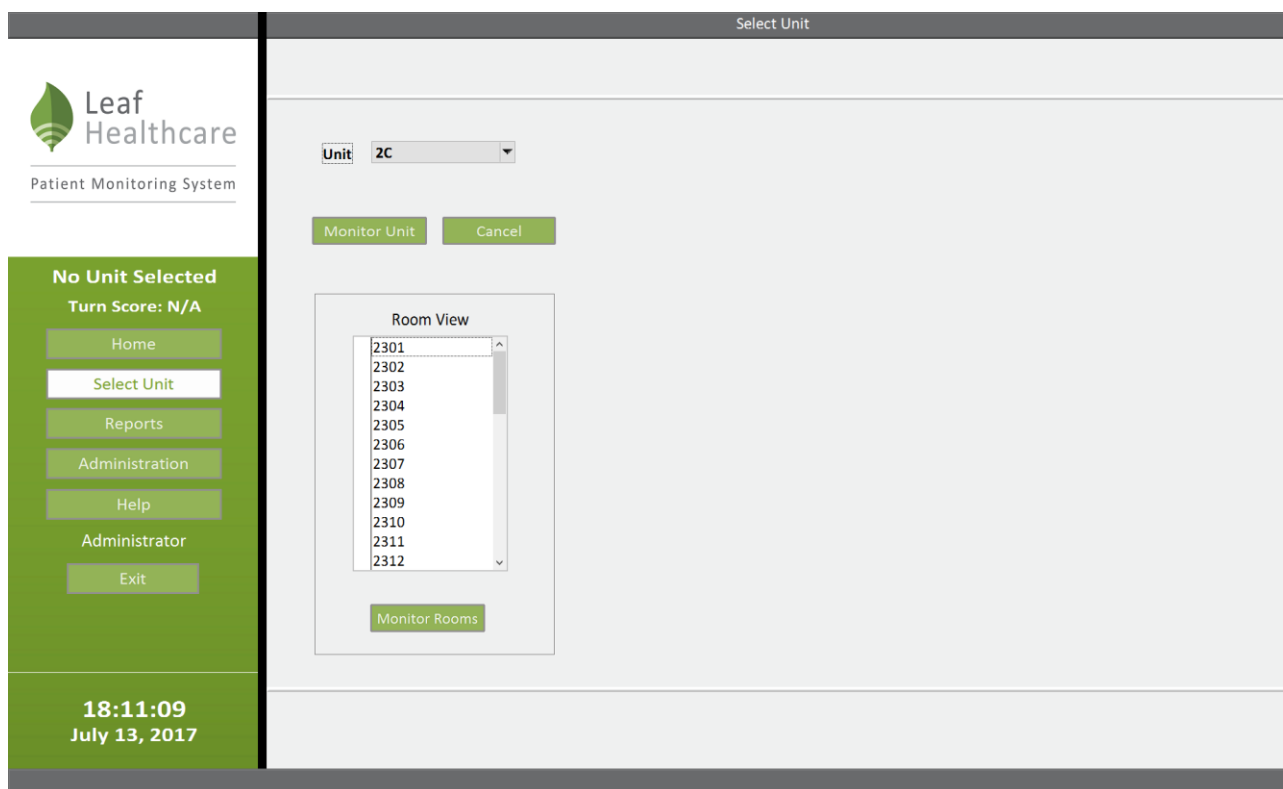 Select Unit
Leaf
Healthcare
Patient Monitoring System
No Unit Selected
Turn Score: N/A
Home
Select Unit
Reports
Administration
Help
Administrator
Exit
18:11:09
July 13, 2017
Unit 2C
Monitor Unit Cancel
Room View
2301
2302
2303
2304
2305
2306
2307
2308
2309
2310
2311
2312
Monitor Rooms